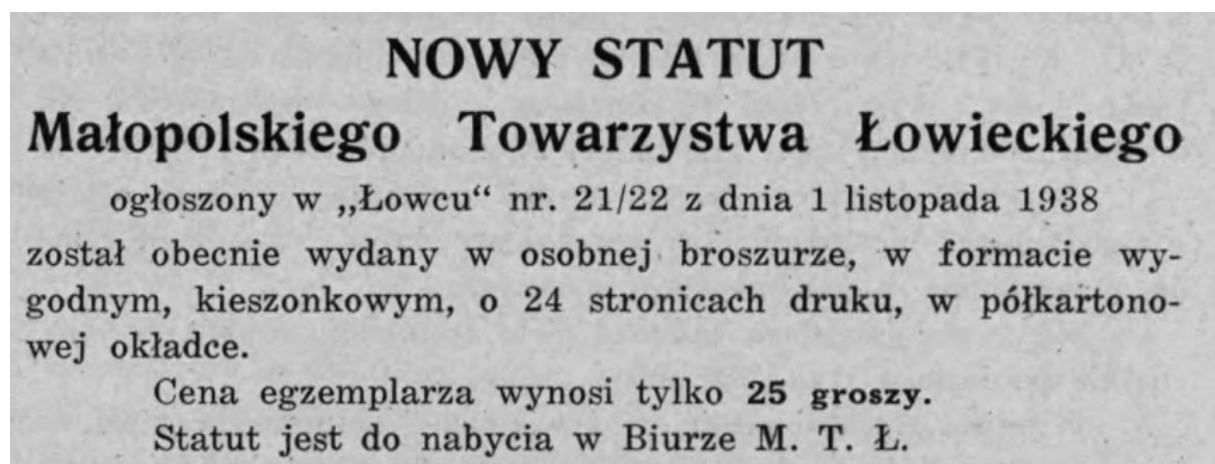 NOWY STATUT
Małopolskiego Towarzystwa Łowieckiego
ogłoszony w „Łowcu“ nr. 21/22 z dnia 1 listopada 1938
został obecnie wydany w osobnej broszurze, w formacie wy-
godnym, kieszonkowym, o 24 stronicach druku, w półkartono-
wej okładce.
Cena egzemplarza wynosi tylko 25 groszy.
Statut jest do nabycia w Biurze M. T. Ł.